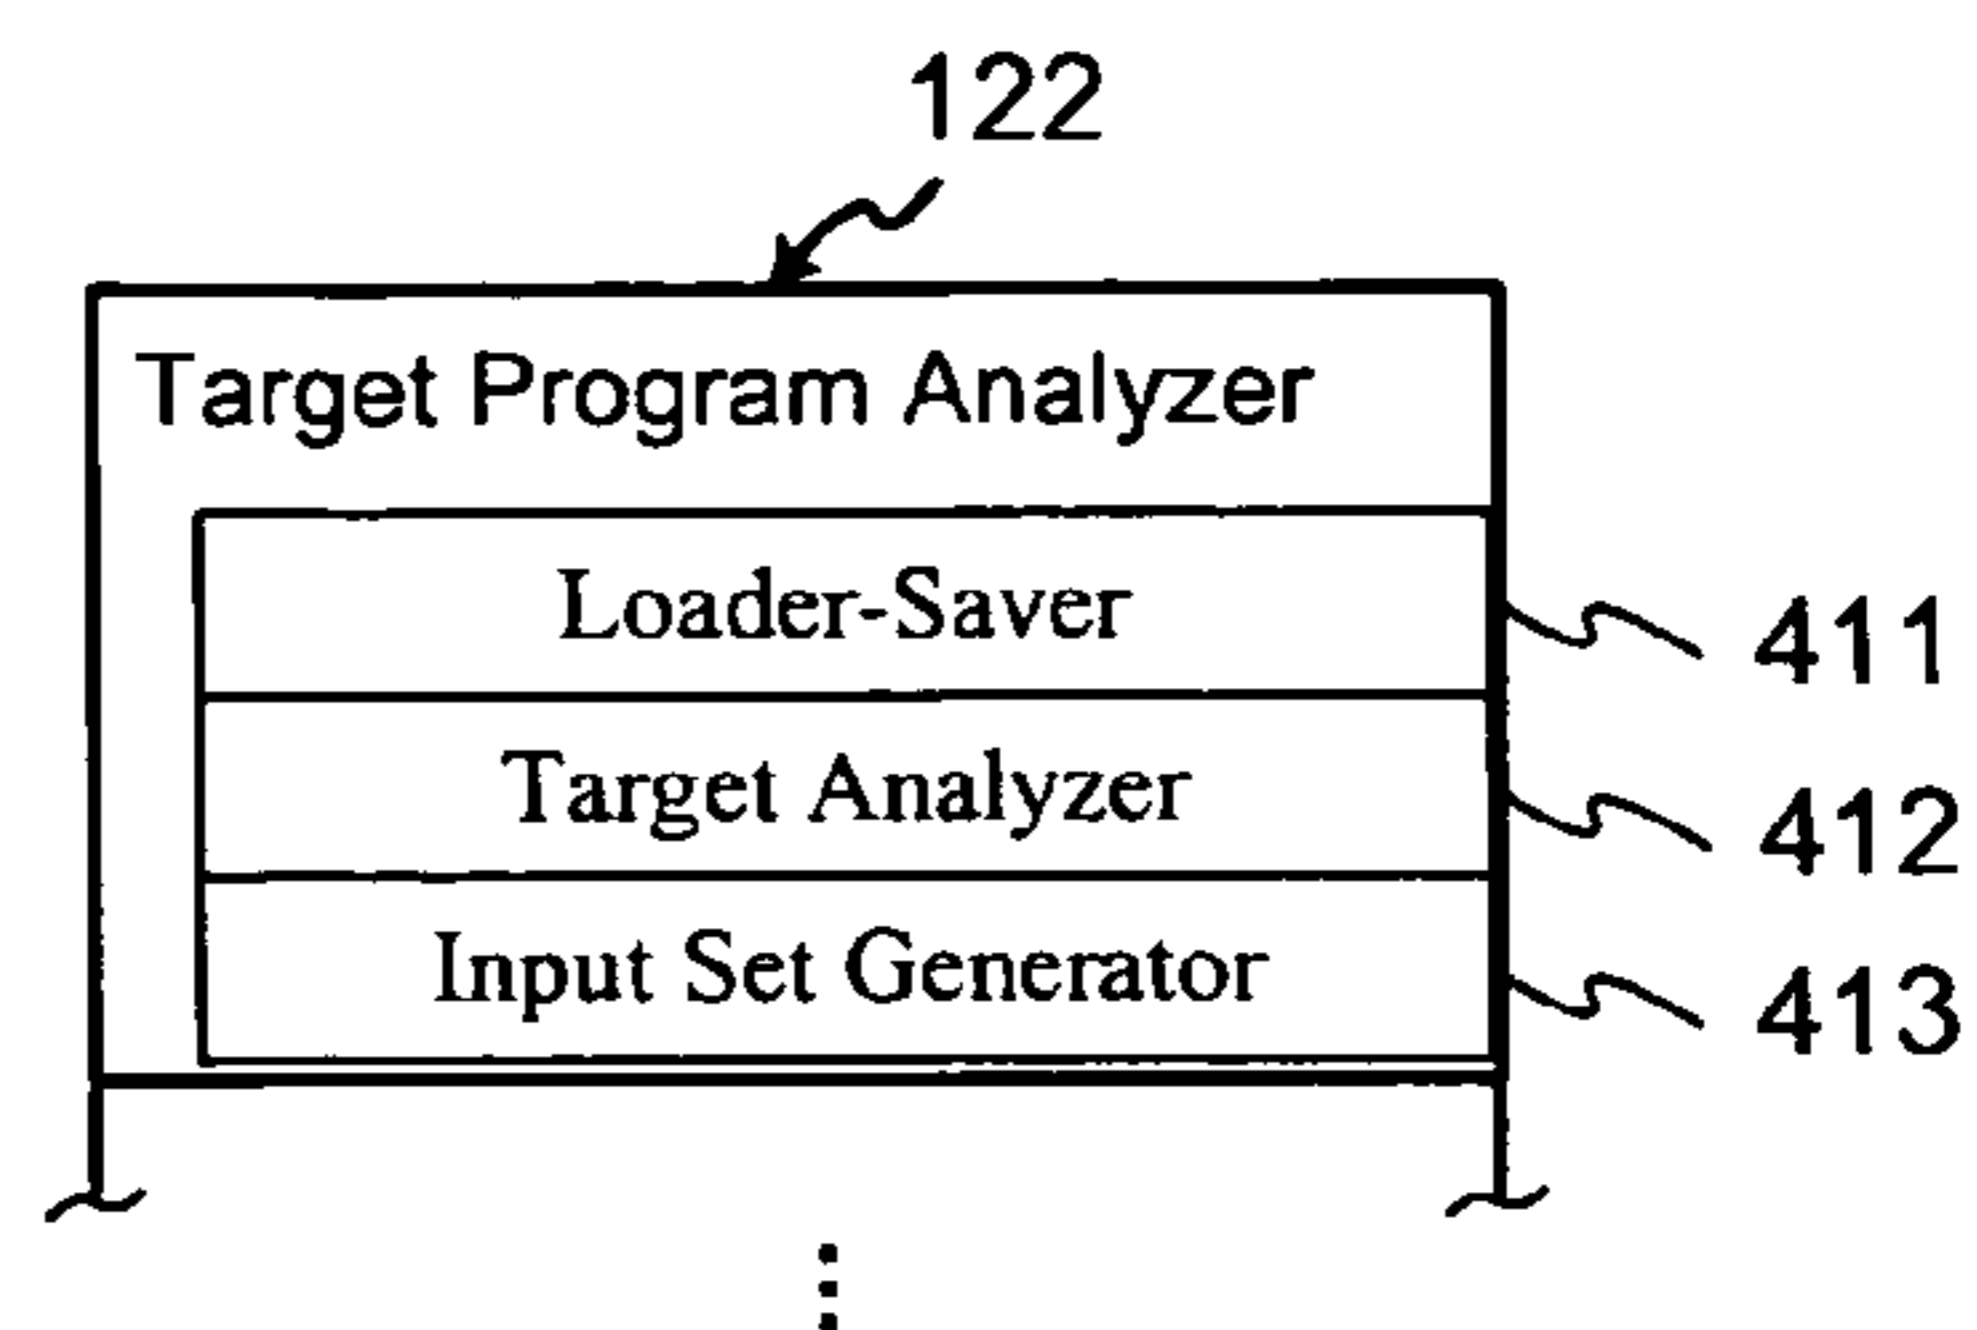 122
Target Program Analyzer
Loader-Saver
411
Target Analyzer
412
Input Set Generator
413